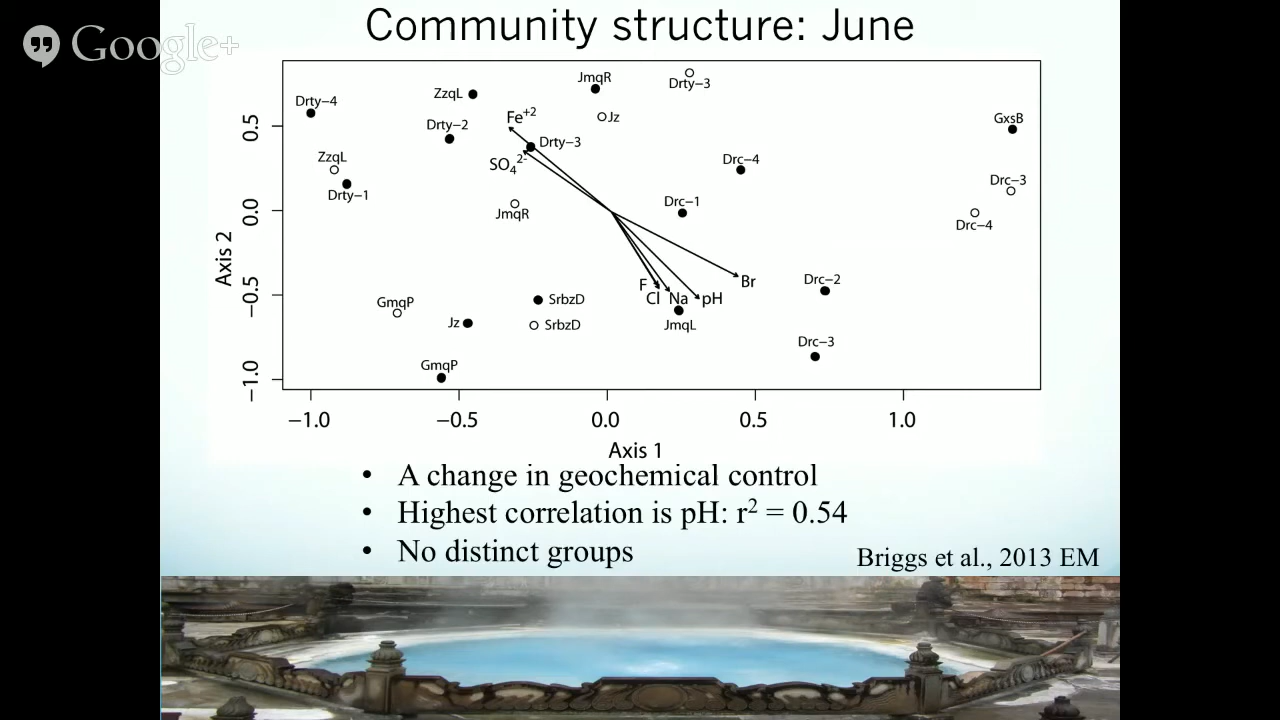 Community structure: June
Google+
JmqR
Drty-3
ZzqL
Drty-4
Fe+2
Jz
GxsB
Drty-2
Drty-3
ZzqL
SO4 2-
Drc-4
Drty-1
Drc-3
JmqR
Drc-1
Drc-4
F
Br
Drc-2
Cl
Na
pH
GmqP
SrbzD
Jz
SrbzD
JmqL
Drc-3
GmqP
0.5
0.0
-0.5
-1.0
Axis 2
-1.0 -0.5 0.0 0.5 1.0
Axis 1
• A change in geochemical control
• Highest correlation is pH: r² = 0.54
• No distinct groups
Briggs et al., 2013 EM